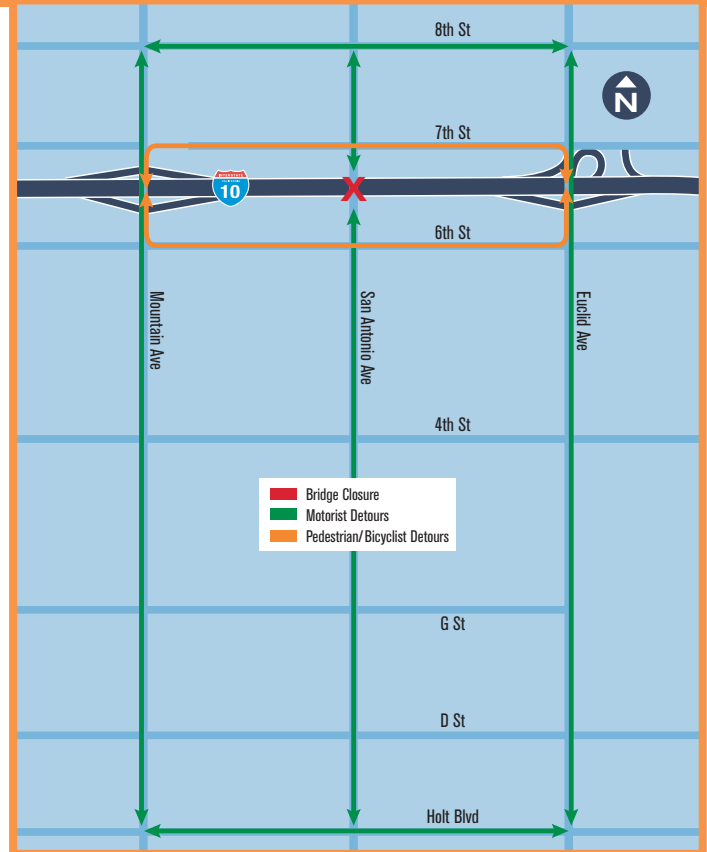 8th St
N
7th St
INTERSTATE
10
X
6th St
Mountain Ave
San Antonio Ave
Euclid Ave
4th St
Bridge Closure
Motorist Detours
Pedestrian/Bicyclist Detours
G St
D St
Holt Blvd